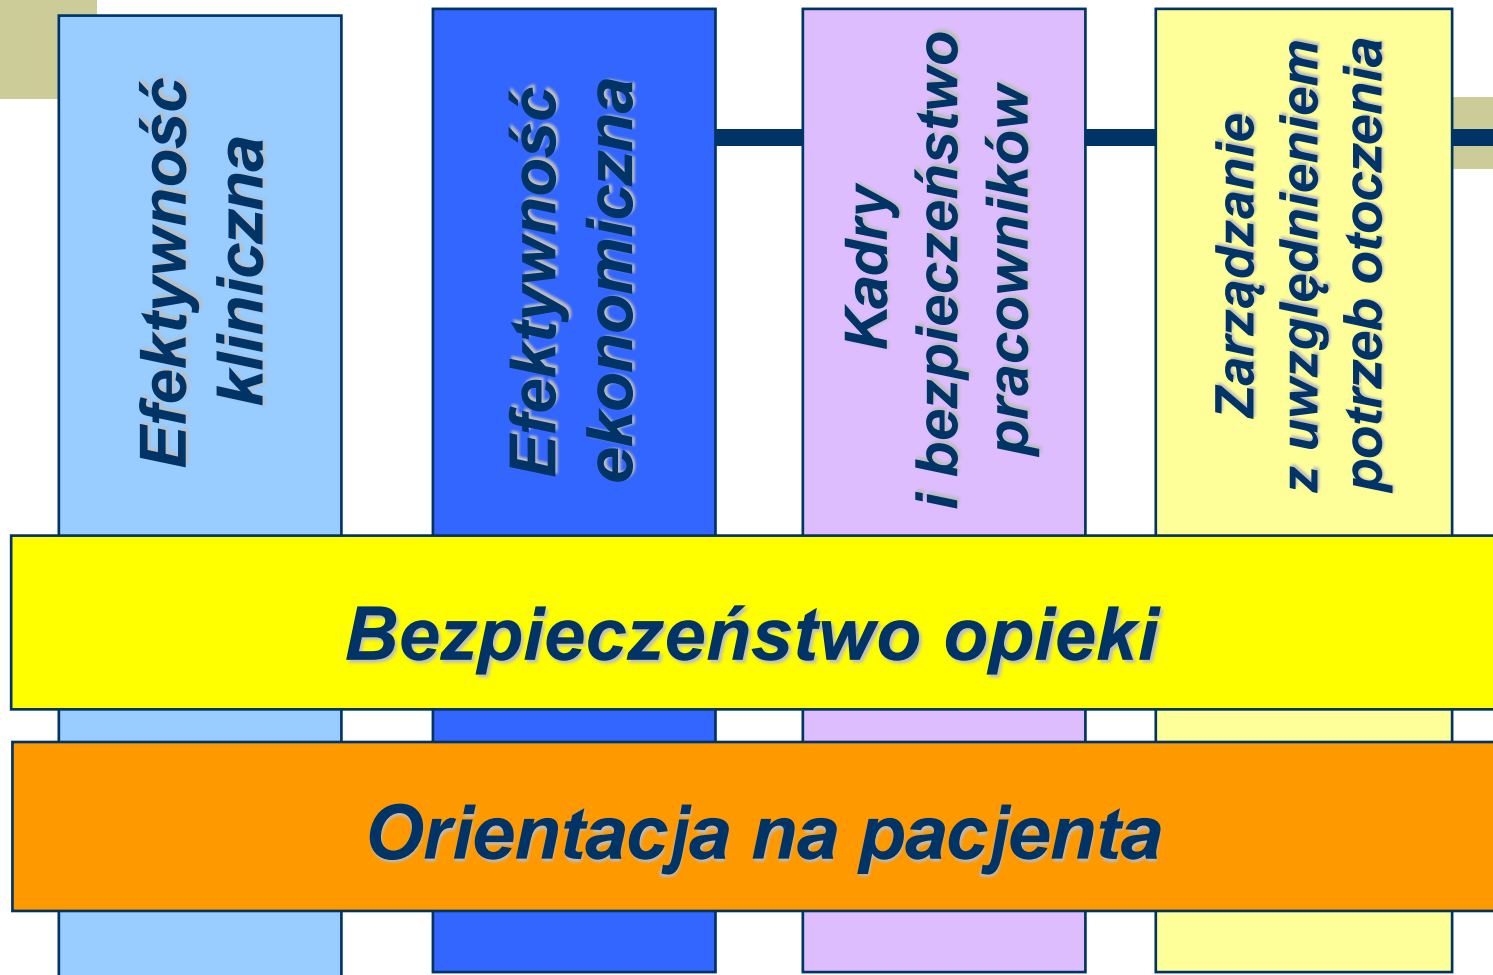 Efektywność
kliniczna
Efektywność
ekonomiczna
Kadry
i bezpieczeństwo
pracowników
Zarządzanie
z uwzględnieniem
potrzeb otoczenia
Bezpieczeństwo opieki
Orientacja na pacjenta